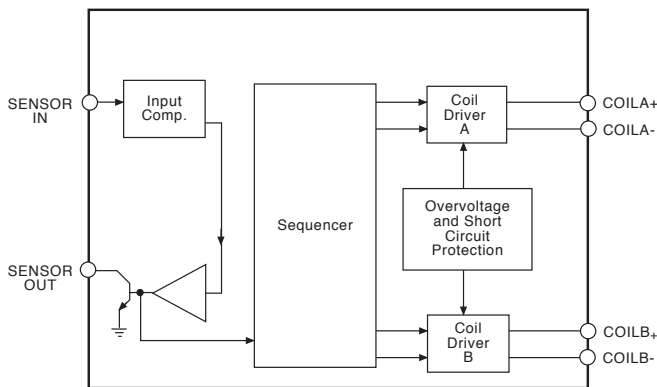 SENSOR
IN
Input
Comp.
Coil
Driver
A
COILA+
COILA-
Sequencer
Overvoltage
and Short
Circuit
Protection
SENSOR
OUT
Coil
Driver
B
COILB+
COILB-